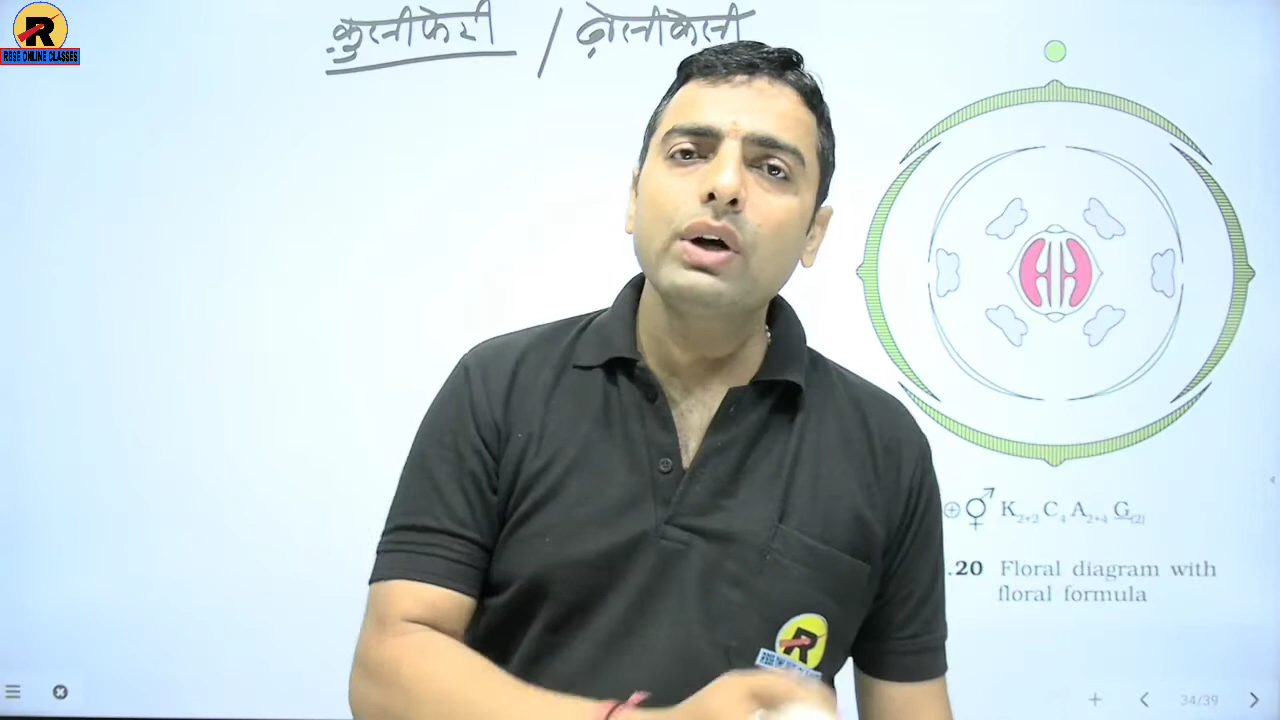 R
RBSE ONLINE CLASSES
क्रुसीफेरी / ब्रेसीकेसी
⊕ ⚥ K2+2 C4 A2+4 G(2)
.20 Floral diagram with
floral formula
R
34/39